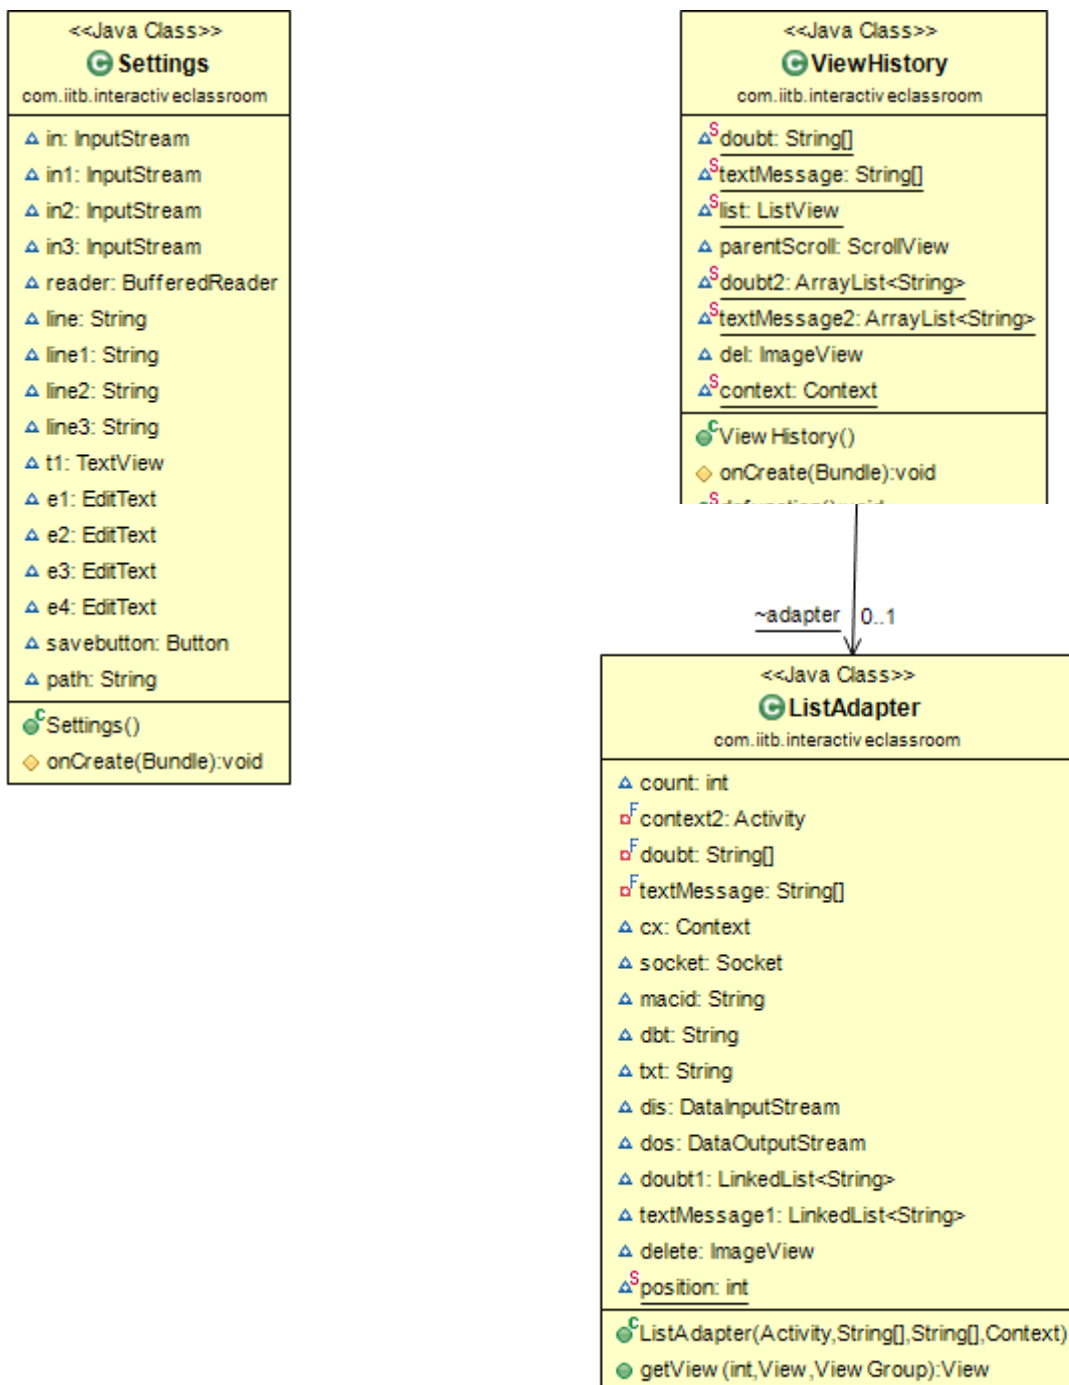 <<Java Class>>
Settings
com.iitb.interactiveclassroom
in: InputStream
in1: InputStream
in2: InputStream
in3: InputStream
reader: BufferedReader
line: String
line1: String
line2: String
line3: String
t1: TextView
e1: EditText
e2: EditText
e3: EditText
e4: EditText
savebutton: Button
path: String
Settings()
onCreate(Bundle):void
<<Java Class>>
ViewHistory
com.iitb.interactiveclassroom
doubt: String[]
textMessage: String[]
list: ListView
parentScroll: ScrollView
doubt2: ArrayList<String>
textMessage2: ArrayList<String>
del: ImageView
context: Context
ViewHistory()
onCreate(Bundle):void
~adapter 0..1
<<Java Class>>
ListAdapter
com.iitb.interactiveclassroom
count: int
context2: Activity
doubt: String[]
textMessage: String[]
cx: Context
socket: Socket
macid: String
dbt: String
txt: String
dis: DataInputStream
dos: DataOutputStream
doubt1: LinkedList<String>
textMessage1: LinkedList<String>
delete: ImageView
position: int
ListAdapter(Activity,String[],String[],Context)
getView(int,View,ViewGroup):View